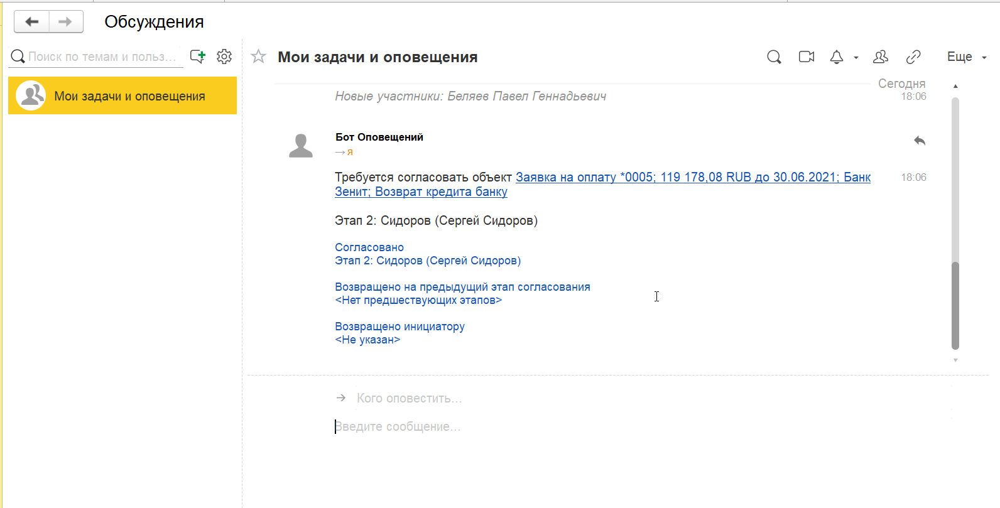 Обсуждения
Поиск по темам и польз...
Мои задачи и оповещения
Мои задачи и оповещения
Еще
Сегодня
Новые участники: Беляев Павел Геннадьевич
18:06
Бот Оповещений
→ я
Требуется согласовать объект Заявка на оплату *0005; 119 178,08 RUB до 30.06.2021; Банк
18:06
Зенит; Возврат кредита банку
Этап 2: Сидоров (Сергей Сидоров)
Согласовано
Этап 2: Сидоров (Сергей Сидоров)
Возвращено на предыдущий этап согласования
<Нет предшествующих этапов>
Возвращено инициатору
<Не указан>
Кого оповестить...
Введите сообщение...